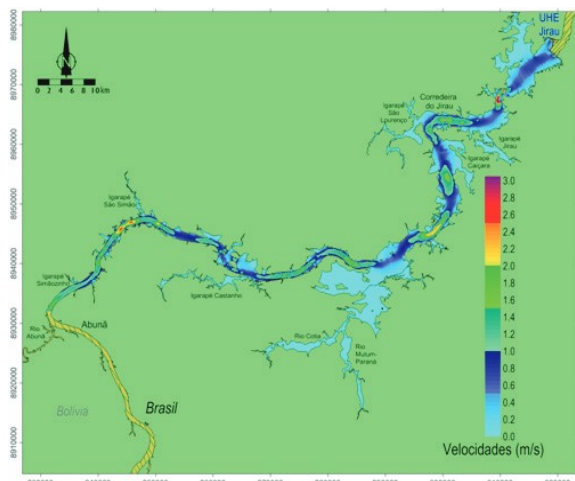 8980000
UHE
Jirau
N
0 2 4 6 8 10km
8970000
Corredeira
do Jirau
Igarapé
São
Lourenço
Igarapé
Jirau
8960000
Igarapé
Caiçara
3.0
2.8
2.6
2.4
2.2
2.0
1.8
1.6
1.4
1.2
1.0
0.8
0.6
0.4
0.2
0.0
Velocidades (m/s)
8950000
Igarapé
São Simão
8940000
Igarapé
Simãozinho
Igarapé Castanho
8930000
Rio
Abunã
Abunã
Rio Cotia
Rio
Mutum-
Paraná
8920000
Bolívia
Brasil
8910000